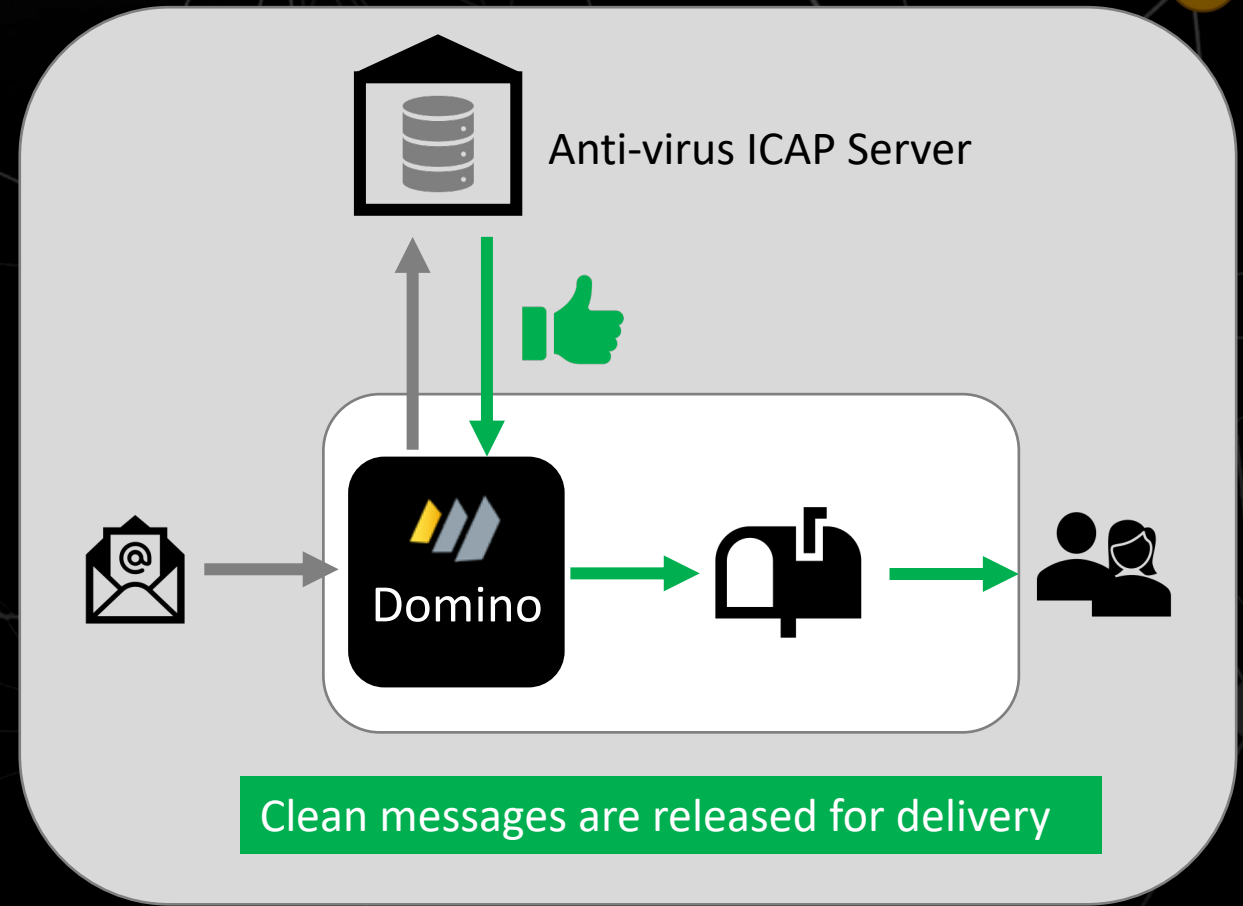 Anti-virus ICAP Server
@
Domino
Clean messages are released for delivery